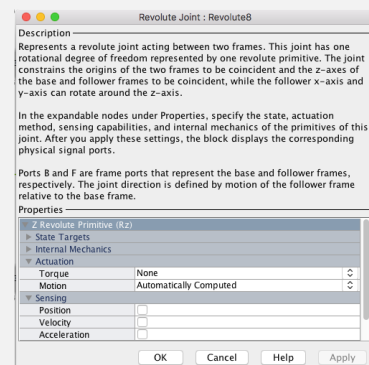 Revolute Joint : Revolute8
Description
Represents a revolute joint acting between two frames. This joint has one
rotational degree of freedom represented by one revolute primitive. The joint
constrains the origins of the two frames to be coincident and the z-axes of
the base and follower frames to be coincident, while the follower x-axis and
y-axis can rotate around the z-axis.
In the expandable nodes under Properties, specify the state, actuation
method, sensing capabilities, and internal mechanics of the primitives of this
joint. After you apply these settings, the block displays the corresponding
physical signal ports.
Ports B and F are frame ports that represent the base and follower frames,
respectively. The joint direction is defined by motion of the follower frame
relative to the base frame.
Properties
Z Revolute Primitive (Rz)
State Targets
Internal Mechanics
Actuation
Torque None
Motion Automatically Computed
Sensing
Position
Velocity
Acceleration
OK Cancel Help Apply